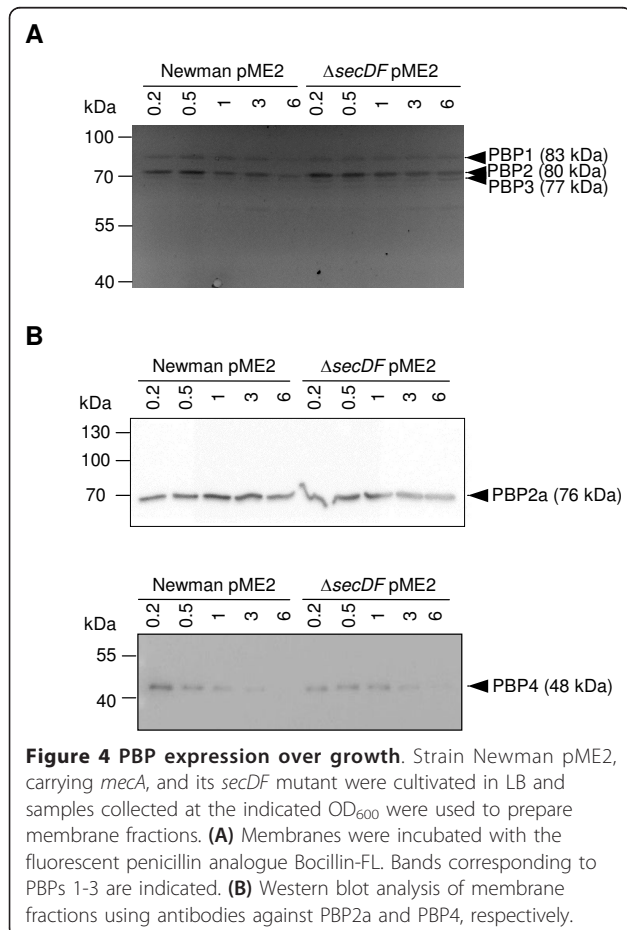 A
Newman pME2 ΔsecDF pME2
kDa 0.2 0.5 1 3 6 0.2 0.5 1 3 6
100
PBP1 (83 kDa)
70 PBP2 (80 kDa)
PBP3 (77 kDa)
55
40
B
Newman pME2 ΔsecDF pME2
kDa 0.2 0.5 1 3 6 0.2 0.5 1 3 6
130
100
70 PBP2a (76 kDa)
Newman pME2 ΔsecDF pME2
kDa 0.2 0.5 1 3 6 0.2 0.5 1 3 6
55
PBP4 (48 kDa)
40
Figure 4 PBP expression over growth. Strain Newman pME2,
carrying mecA, and its secDF mutant were cultivated in LB and
samples collected at the indicated OD600 were used to prepare
membrane fractions. (A) Membranes were incubated with the
fluorescent penicillin analogue Bocillin-FL. Bands corresponding to
PBPs 1-3 are indicated. (B) Western blot analysis of membrane
fractions using antibodies against PBP2a and PBP4, respectively.